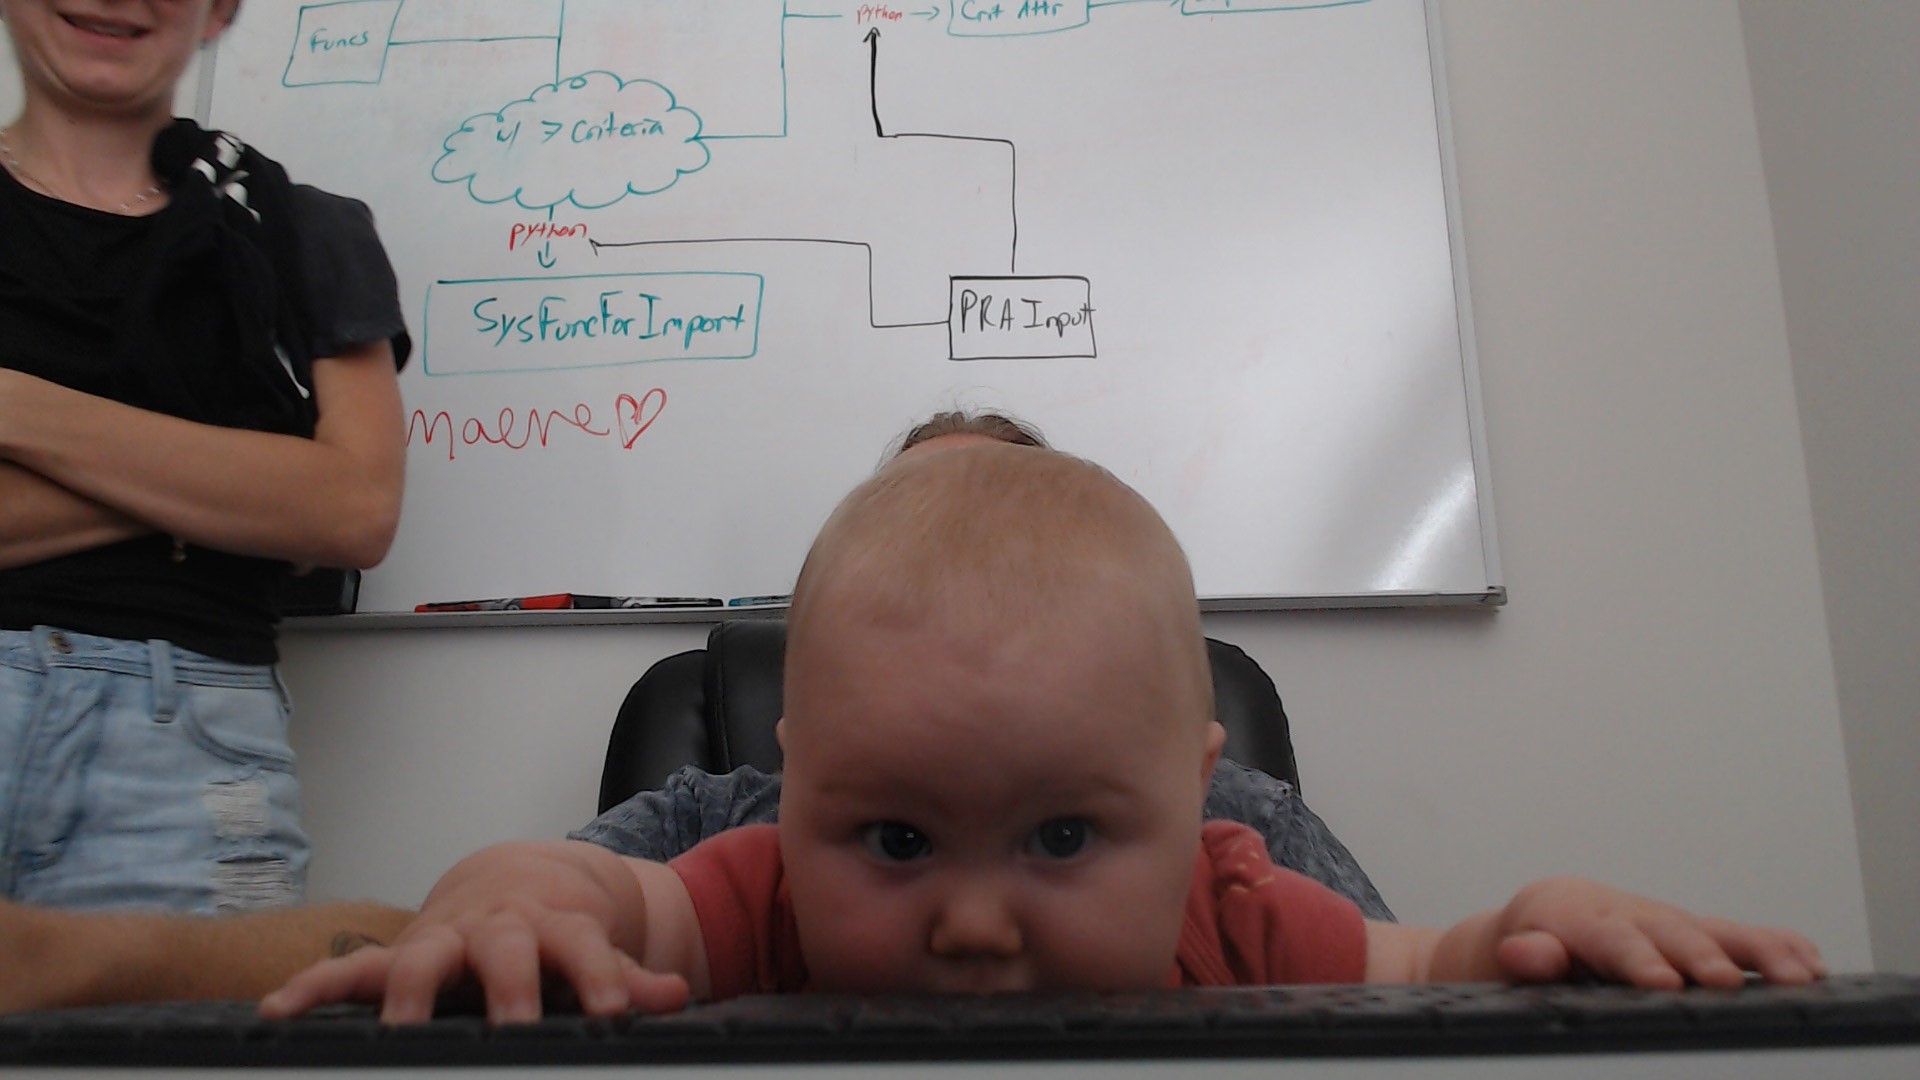 Funcs
python → Crit Attr
w/ > Criteria
python
SysFuncForImport
PRA Input
maeve♡